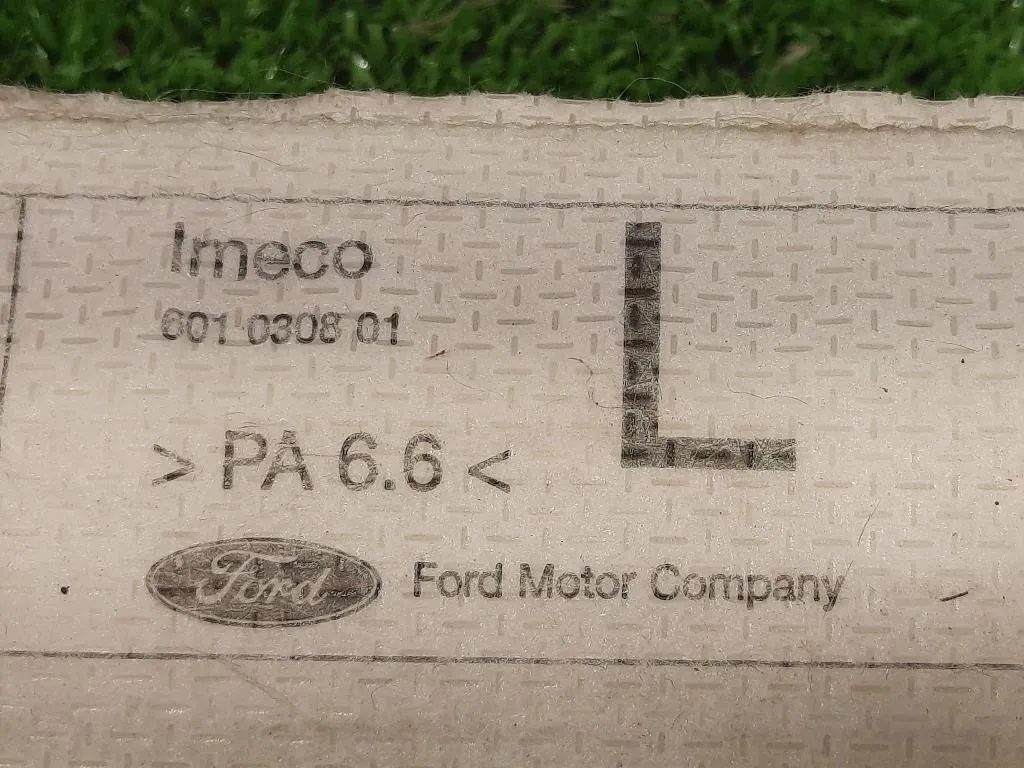 Imeco
601 0308 01
L
> PA 6.6 <
Ford Ford Motor Company